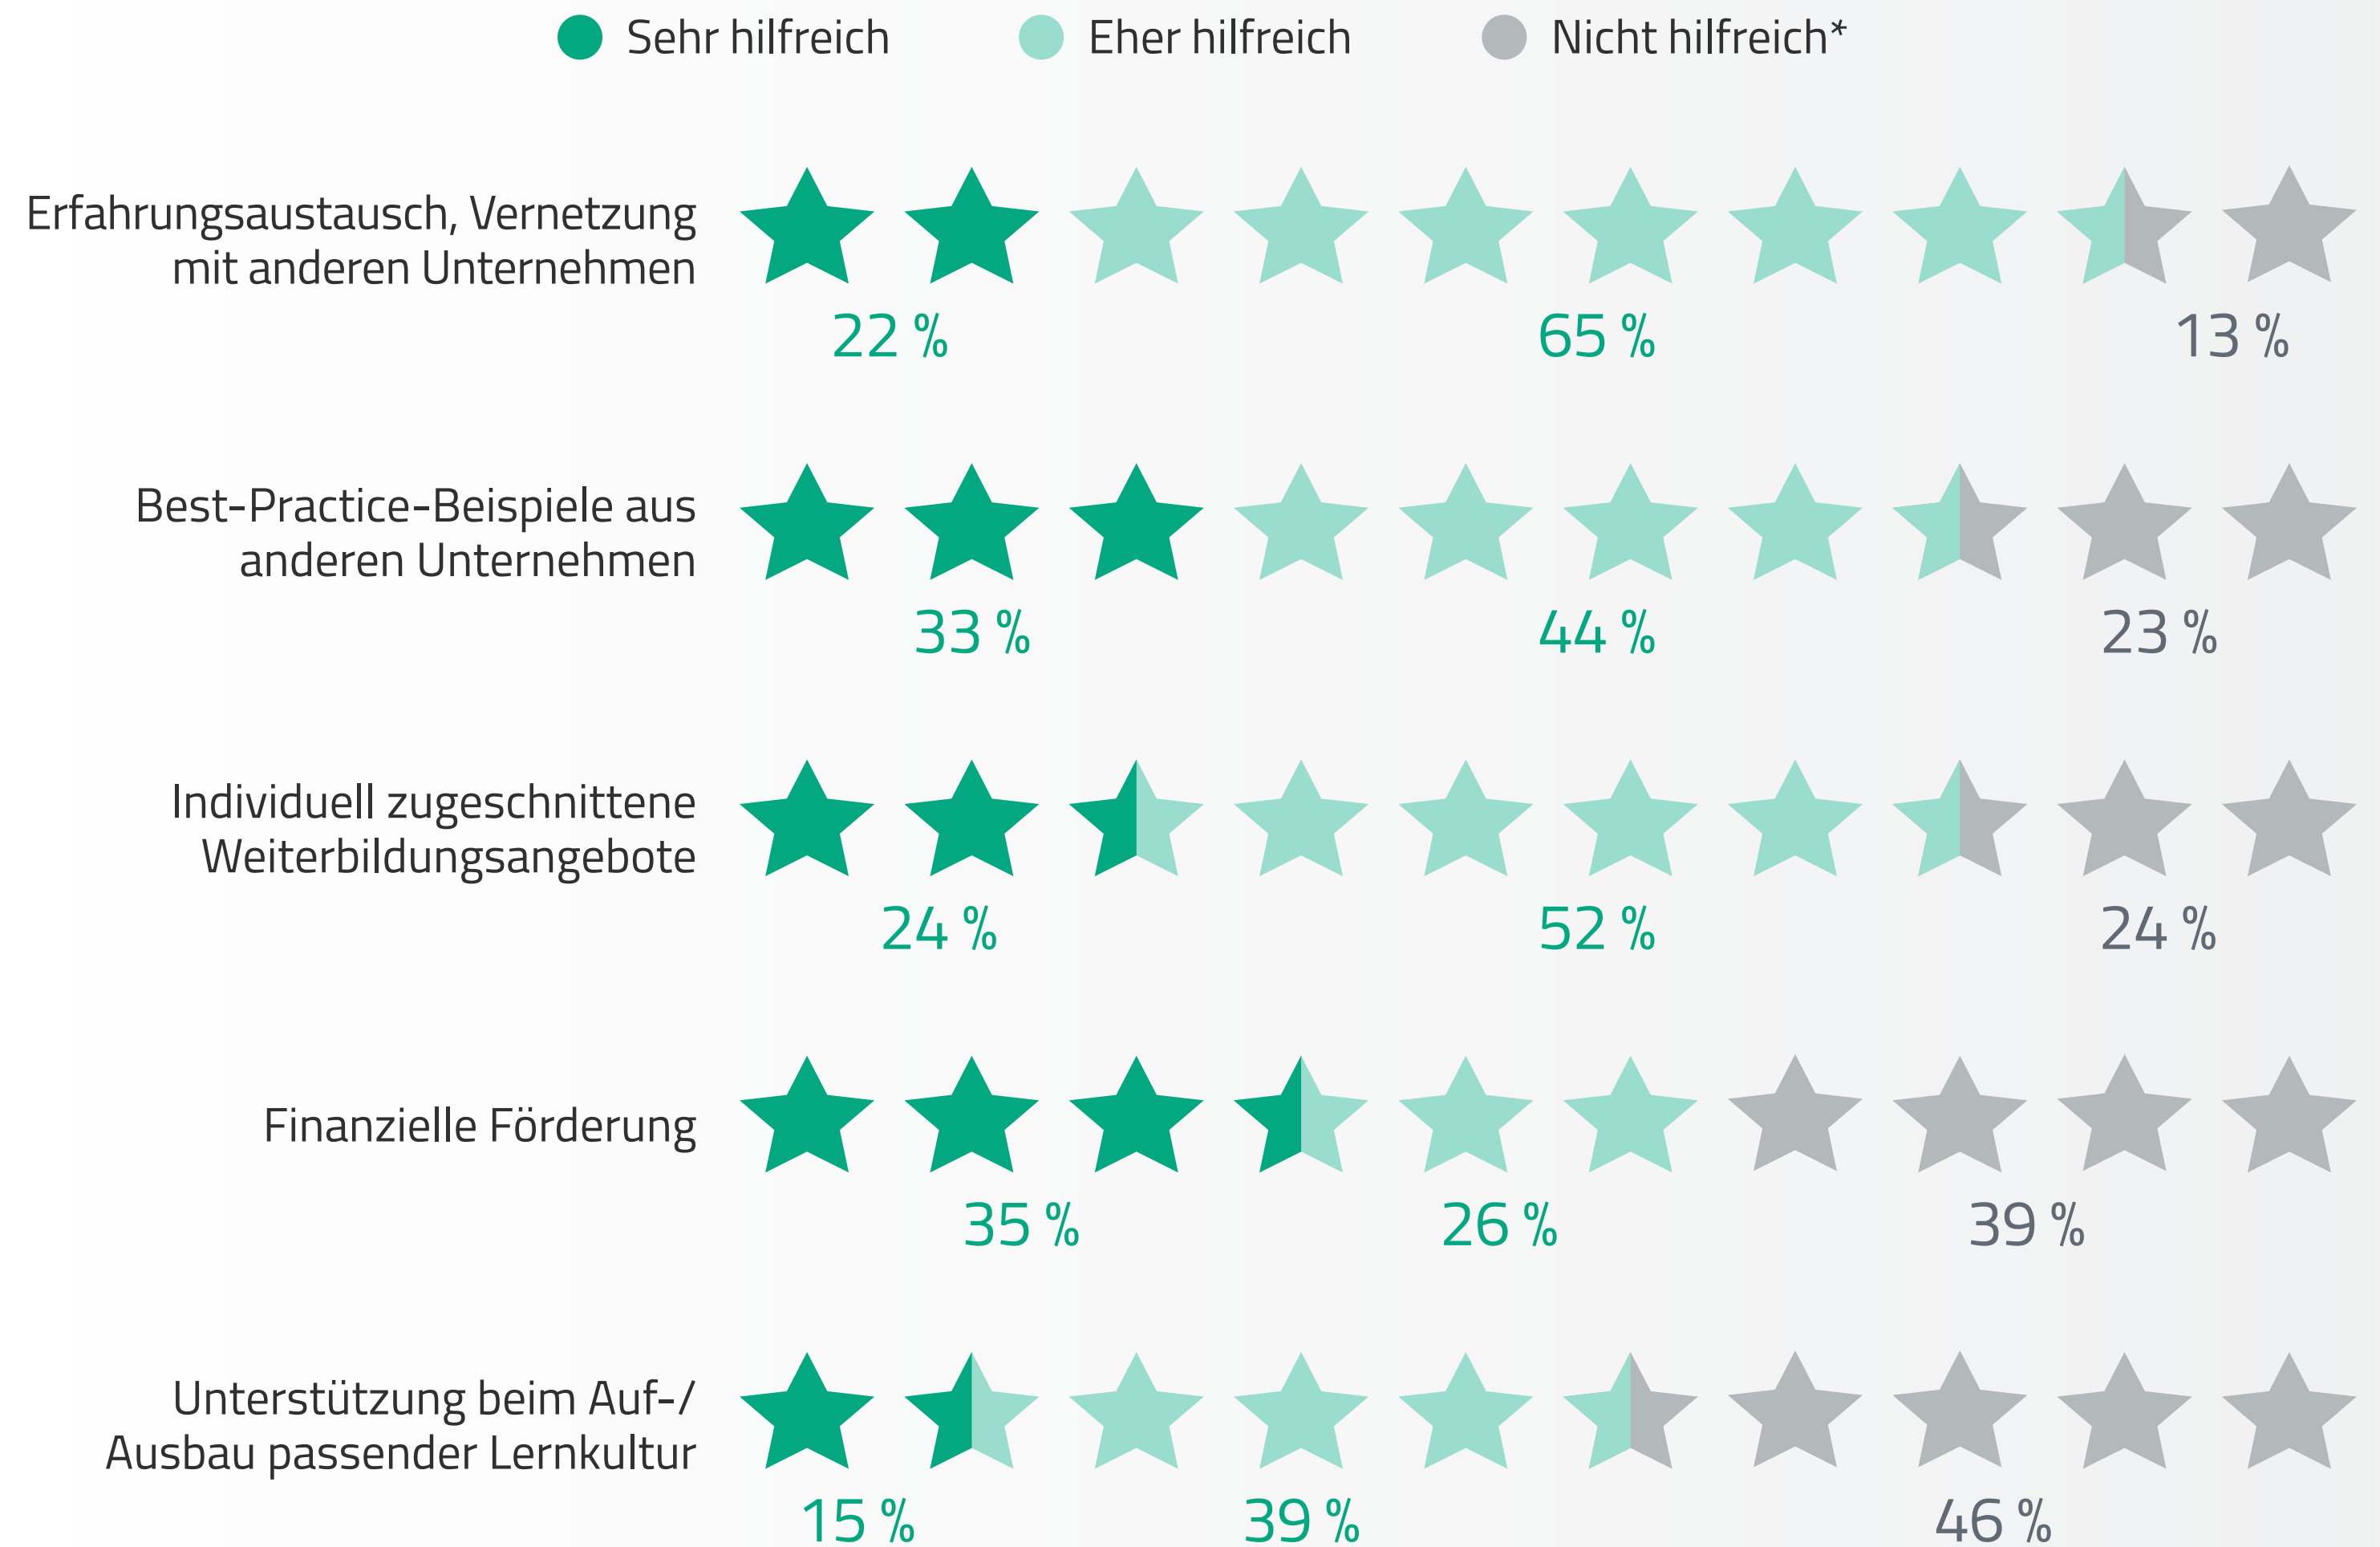 Sehr hilfreich Eher hilfreich Nicht hilfreich*
Erfahrungsaustausch, Vernetzung
mit anderen Unternehmen
22 % 65 % 13 %
Best-Practice-Beispiele aus
anderen Unternehmen
33 % 44 % 23 %
Individuell zugeschnittene
Weiterbildungsangebote
24 % 52 % 24 %
Finanzielle Förderung
35 % 26 % 39 %
Unterstützung beim Auf-/
Ausbau passender Lernkultur
15 % 39 % 46 %